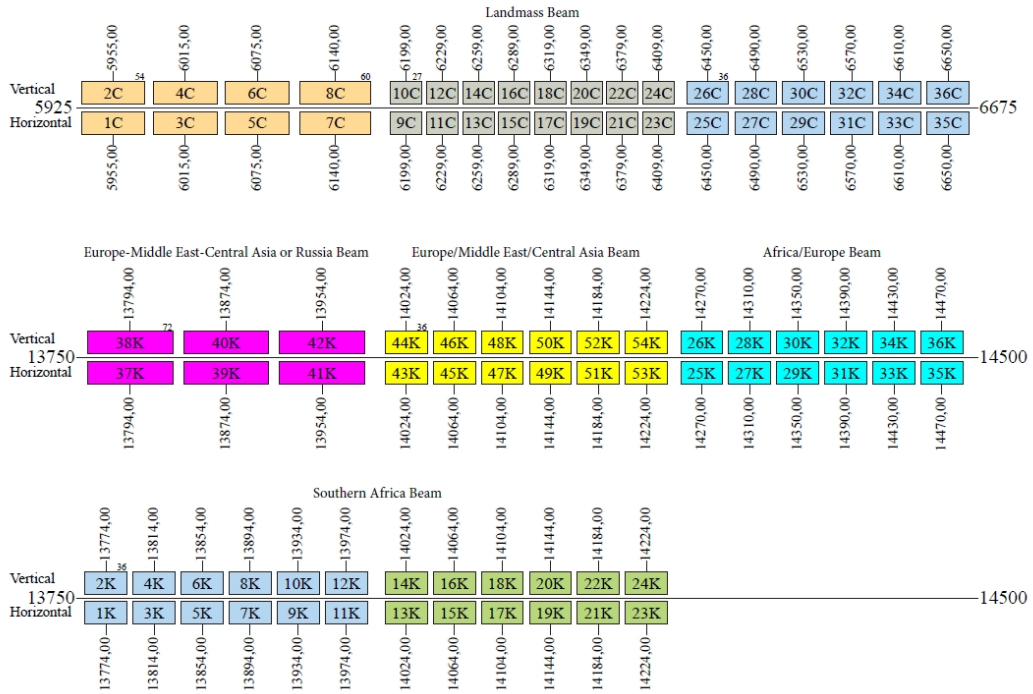 Landmass Beam
5955,00 6015,00 6075,00 6140,00 6199,00 6229,00 6259,00 6289,00 6319,00 6349,00 6379,00 6409,00 6450,00 6490,00 6530,00 6570,00 6610,00 6650,00
54 60 27 36
Vertical 2C 4C 6C 8C 10C 12C 14C 16C 18C 20C 22C 24C 26C 28C 30C 32C 34C 36C
5925 6675
Horizontal 1C 3C 5C 7C 9C 11C 13C 15C 17C 19C 21C 23C 25C 27C 29C 31C 33C 35C
5955,00 6015,00 6075,00 6140,00 6199,00 6229,00 6259,00 6289,00 6319,00 6349,00 6379,00 6409,00 6450,00 6490,00 6530,00 6570,00 6610,00 6650,00
Europe-Middle East-Central Asia or Russia Beam Europe/Middle East/Central Asia Beam Africa/Europe Beam
13794,00 13874,00 13954,00 14024,00 14064,00 14104,00 14144,00 14184,00 14224,00 14270,00 14310,00 14350,00 14390,00 14430,00 14470,00
72 36
Vertical 38K 40K 42K 44K 46K 48K 50K 52K 54K 26K 28K 30K 32K 34K 36K
13750 14500
Horizontal 37K 39K 41K 43K 45K 47K 49K 51K 53K 25K 27K 29K 31K 33K 35K
13794,00 13874,00 13954,00 14024,00 14064,00 14104,00 14144,00 14184,00 14224,00 14270,00 14310,00 14350,00 14390,00 14430,00 14470,00
Southern Africa Beam
13774,00 13814,00 13854,00 13894,00 13934,00 13974,00 14024,00 14064,00 14104,00 14144,00 14184,00 14224,00
36
Vertical 2K 4K 6K 8K 10K 12K 14K 16K 18K 20K 22K 24K
13750 14500
Horizontal 1K 3K 5K 7K 9K 11K 13K 15K 17K 19K 21K 23K
13774,00 13814,00 13854,00 13894,00 13934,00 13974,00 14024,00 14064,00 14104,00 14144,00 14184,00 14224,00